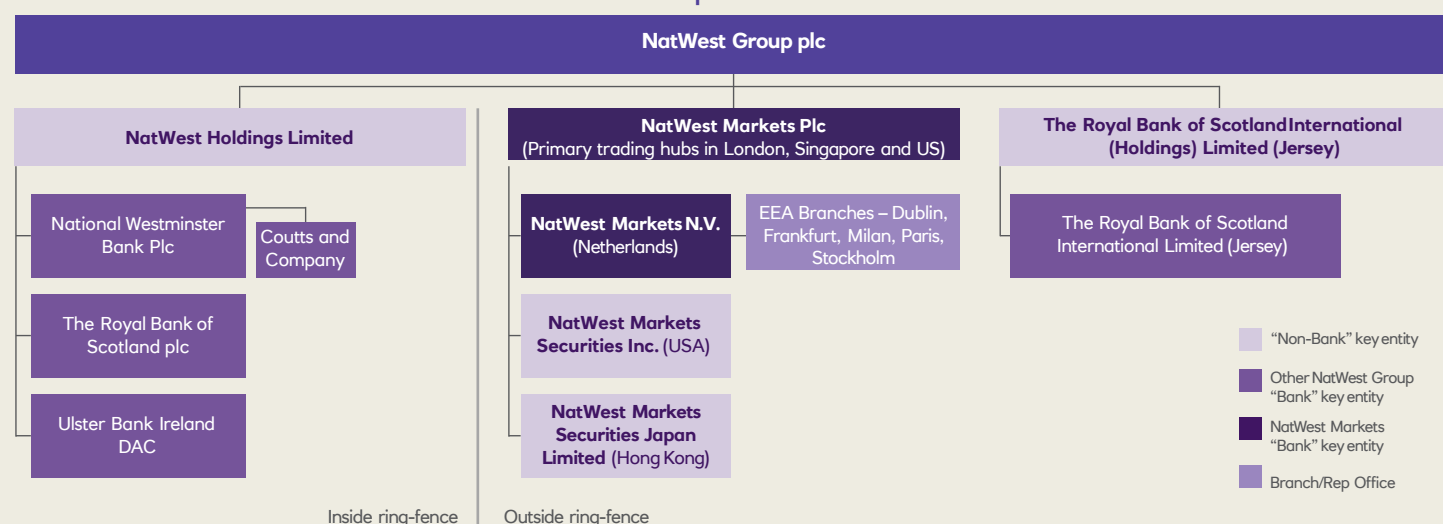 NatWest Group plc
NatWest Holdings Limited
NatWest Markets Plc
(Primary trading hubs in London, Singapore and US)
The Royal Bank of Scotland International
(Holdings) Limited (Jersey)
National Westminster
Bank Plc
Coutts and
Company
The Royal Bank of
Scotland plc
Ulster Bank Ireland
DAC
NatWest Markets N.V.
(Netherlands)
EEA Branches – Dublin,
Frankfurt, Milan, Paris,
Stockholm
NatWest Markets
Securities Inc. (USA)
NatWest Markets
Securities Japan
Limited (Hong Kong)
The Royal Bank of Scotland
International Limited (Jersey)
“Non-Bank” key entity
Other NatWest Group
“Bank” key entity
NatWest Markets
“Bank” key entity
Branch/Rep Office
Inside ring-fence
Outside ring-fence